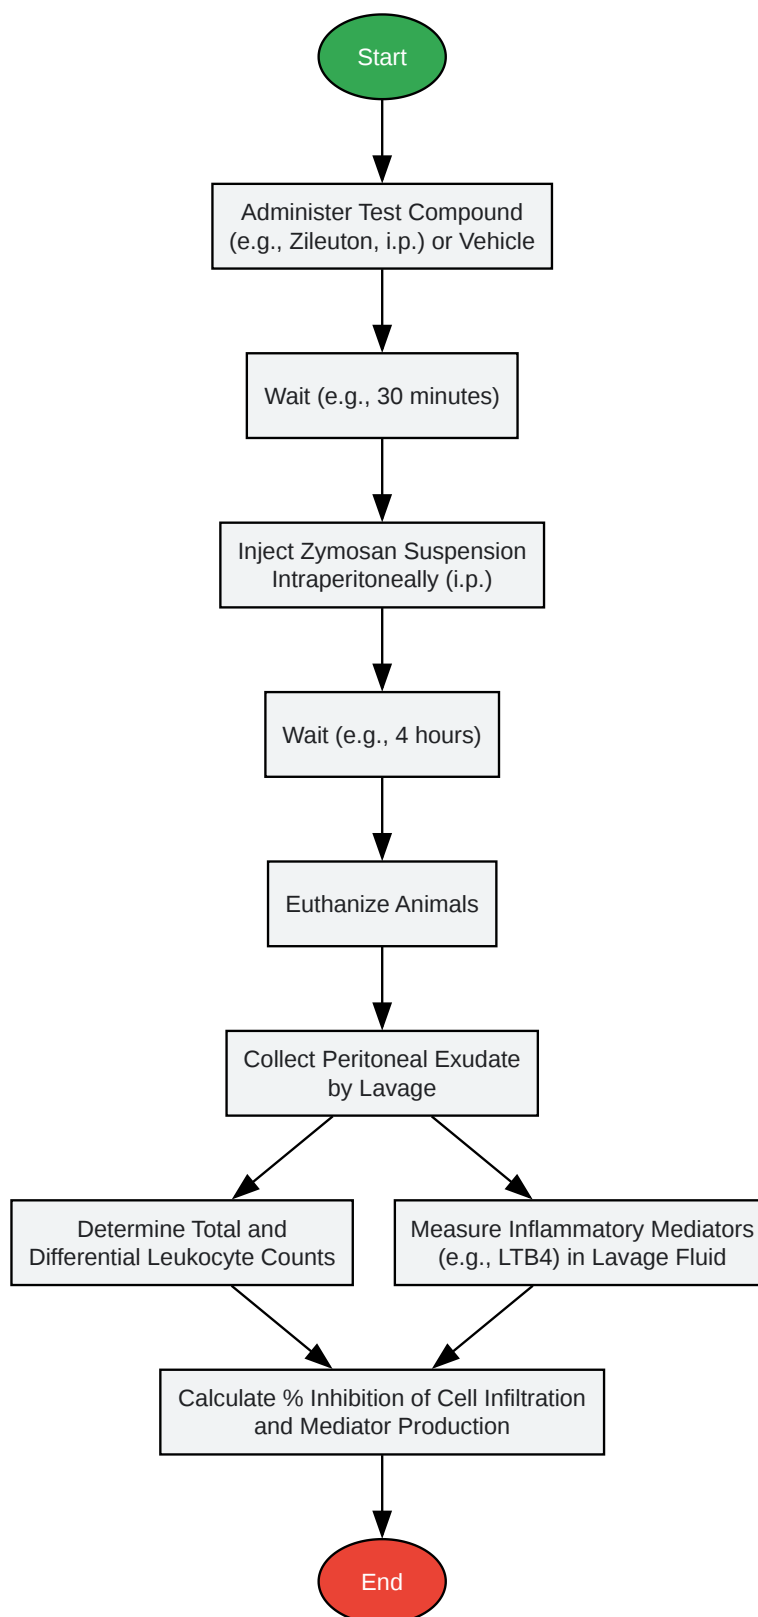 Start
Administer Test Compound
(e.g., Zileuton, i.p.) or Vehicle
Wait (e.g., 30 minutes)
Inject Zymosan Suspension
Intraperitoneally (i.p.)
Wait (e.g., 4 hours)
Euthanize Animals
Collect Peritoneal Exudate
by Lavage
Determine Total and
Differential Leukocyte Counts
Measure Inflammatory Mediators
(e.g., LTB4) in Lavage Fluid
Calculate % Inhibition of Cell Infiltration
and Mediator Production
End